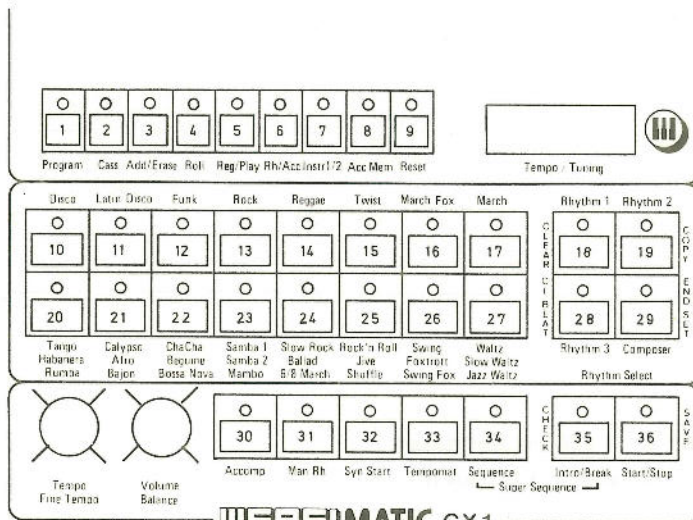 1 2 3 4 5 6 7 8 9
Program Cass Add/Erase Roll Reg/Play Rh/Acc Instr1/2 Acc Mem Reset
Tempo / Tuning
Disco Latin Disco Funk Rock Reggae Twist March Fox March Rhythm 1 Rhythm 2
10 11 12 13 14 15 16 17 CLEAR 18 19 COPY
20 21 22 23 24 25 26 27 28 29 END SET
Tango Calypso ChaCha Samba 1 Slow Rock Rock'n Roll Swing Waltz Rhythm 3 Composer
Habanera Afro Beguine Samba 2 Ballad Jive Foxtrott Slow Waltz
Rumba Bajon Bossa Nova Mambo 6/8 March Shuffle Swing Fox Jazz Waltz Rhythm Select
30 31 32 33 34 CHECK 35 36 SAVE
Accomp Man Rh Syn Start Tempomat Sequence Intro/Break Start/Stop
Super Sequence
Tempo Volume
Fine Tempo Balance
MATIC CX1